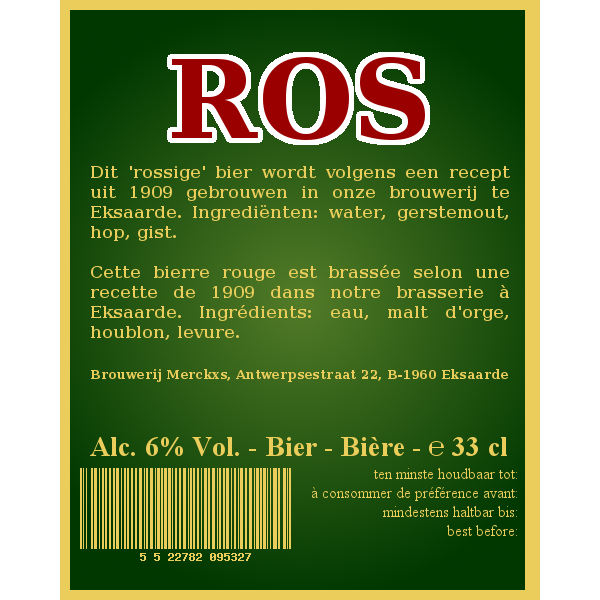 ROS
Dit 'rossige' bier wordt volgens een recept
uit 1909 gebrouwen in onze brouwerij te
Eksaarde. Ingrediënten: water, gerstemout,
hop, gist.
Cette bierre rouge est brassée selon une
recette de 1909 dans notre brasserie à
Eksaarde. Ingrédients: eau, malt d'orge,
houblon, levure.
Brouwerij Merckxs, Antwerpsestraat 22, B-1960 Eksaarde
Alc. 6% Vol. - Bier - Bière - ℮ 33 cl
ten minste houdbaar tot:
à consommer de préférence avant:
mindestens haltbar bis:
best before:
5 5 22782 095327